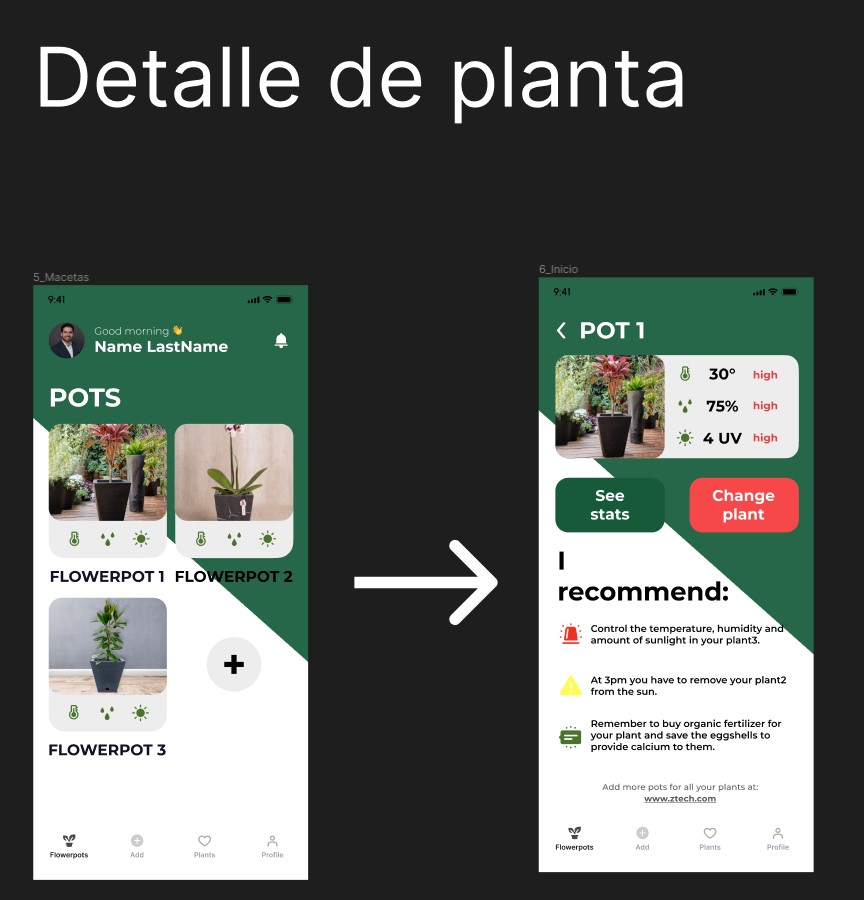 Detalle de planta
5_Macetas
9:41
Good morning 👋
Name LastName
POTS
FLOWERPOT 1
FLOWERPOT 2
FLOWERPOT 3
+
Flowerpots
Add
Plants
Profile
6_Inicio
9:41
POT 1
30° high
75% high
4 UV high
See
stats
Change
plant
I
recommend:
Control the temperature, humidity and
amount of sunlight in your plant3.
At 3pm you have to remove your plant2
from the sun.
Remember to buy organic fertilizer for
your plant and save the eggshells to
provide calcium to them.
Add more pots for all your plants at:
www.ztech.com
Flowerpots
Add
Plants
Profile